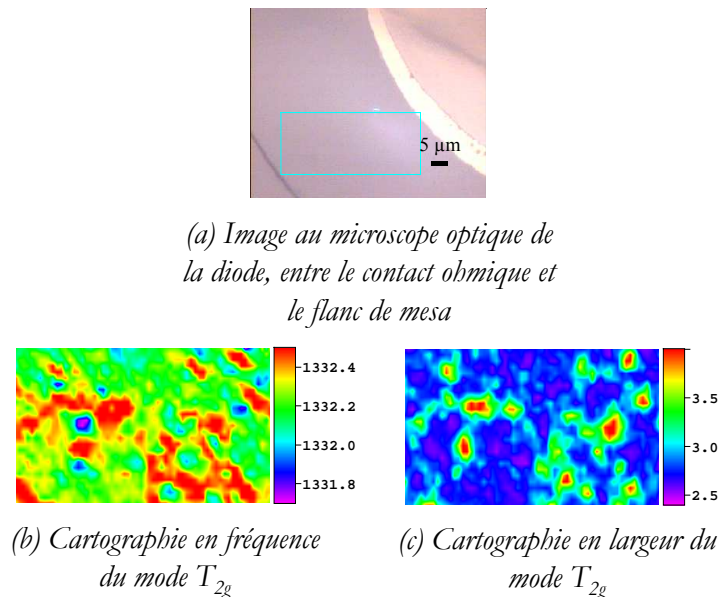 5 µm
(a) Image au microscope optique de
la diode, entre le contact ohmique et
le flanc de mesa
1332.4
1332.2
1332.0
1331.8
3.5
3.0
2.5
(b) Cartographie en fréquence
du mode T2g
(c) Cartographie en largeur du
mode T2g